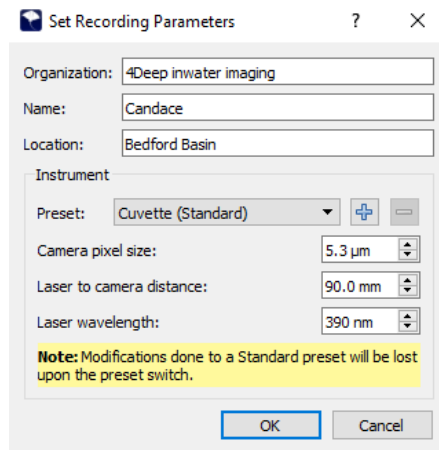 Set Recording Parameters
Organization: 4Deep inwater imaging
Name: Candace
Location: Bedford Basin
Instrument
Preset: Cuvette (Standard)
Camera pixel size: 5.3 µm
Laser to camera distance: 90.0 mm
Laser wavelength: 390 nm
Note: Modifications done to a Standard preset will be lost
upon the preset switch.
OK Cancel